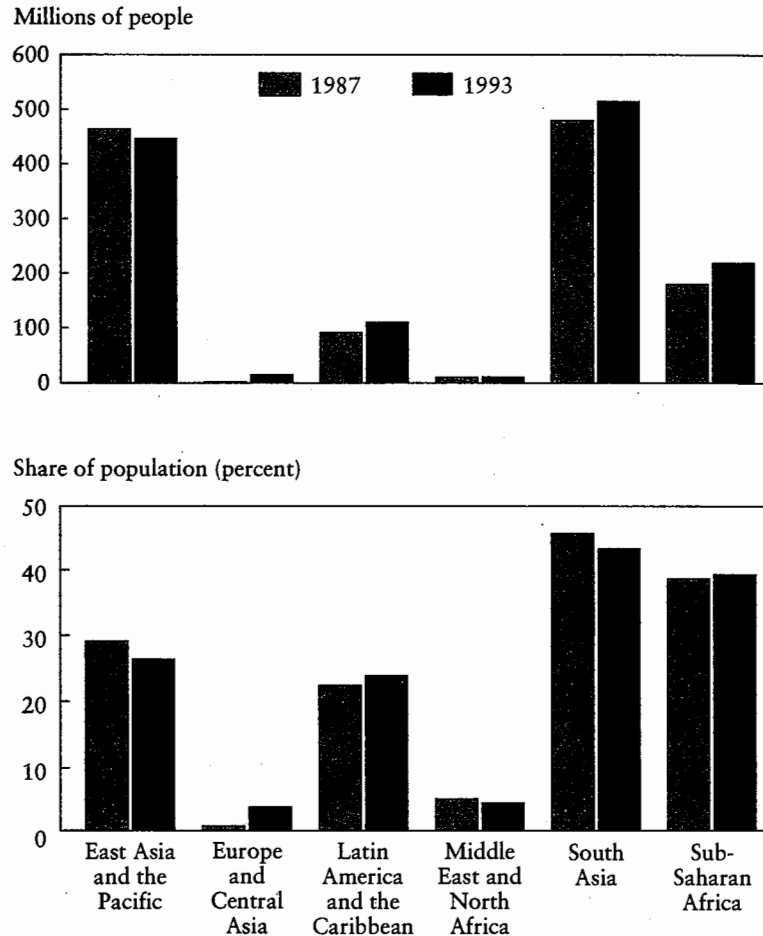 Millions of people
600
500
400
300
200
100
0
1987 1993
Share of population (percent)
50
40
30
20
10
0
East Asia
and the
Pacific
Europe
and
Central
Asia
Latin
America
and the
Caribbean
Middle
East and
North
Africa
South
Asia
Sub-
Saharan
Africa